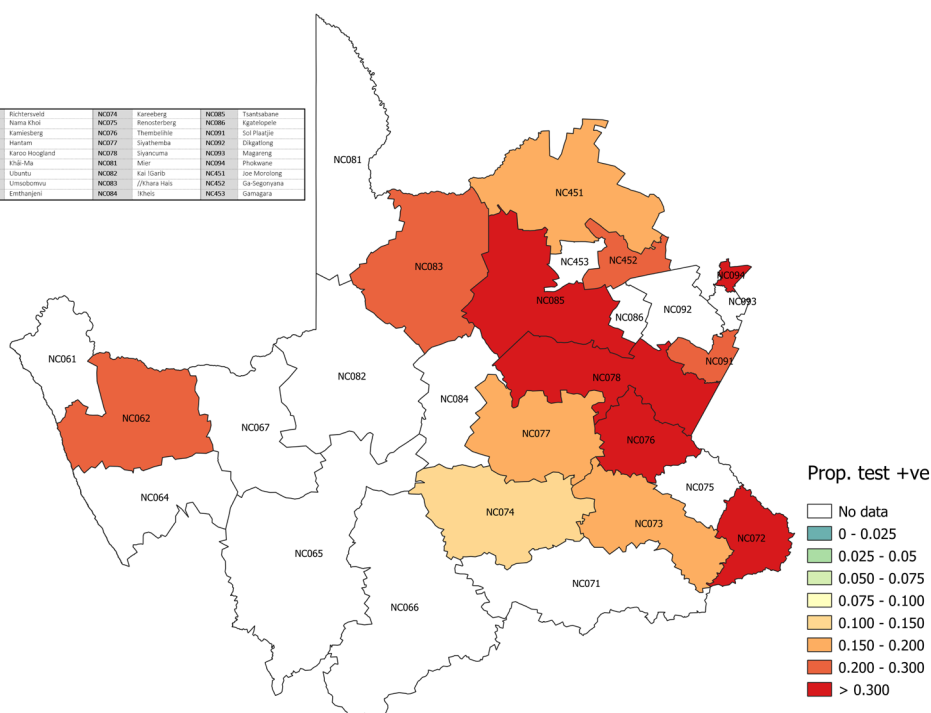 Richtersveld NC074 Kareeberg NC085 Tsantsabane
Nama Khoi NC075 Renosterberg NC086 Kgatelopele
Kamiesberg NC076 Thembelihle NC091 Sol Plaatjie
Hantam NC077 Siyathemba NC092 Dikgatlong
Karoo Hoogland NC078 Siyancuma NC093 Magareng
Khâi-Ma NC081 Mier NC094 Phokwane
Ubuntu NC082 Kai !Garib NC451 Joe Morolong
Umsobomvu NC083 //Khara Hais NC452 Ga-Segonyana
Emthanjeni NC084 !Kheis NC453 Gamagara
NC081
NC451
NC453
NC452
NC083
NC094
NC085
NC093
NC092
NC086
NC061
NC091
NC082
NC078
NC084
NC062
NC067
NC077
NC076
NC075
NC064
NC074
NC073
NC072
NC065
NC071
NC066
Prop. test +ve
No data
0 - 0.025
0.025 - 0.05
0.050 - 0.075
0.075 - 0.100
0.100 - 0.150
0.150 - 0.200
0.200 - 0.300
> 0.300